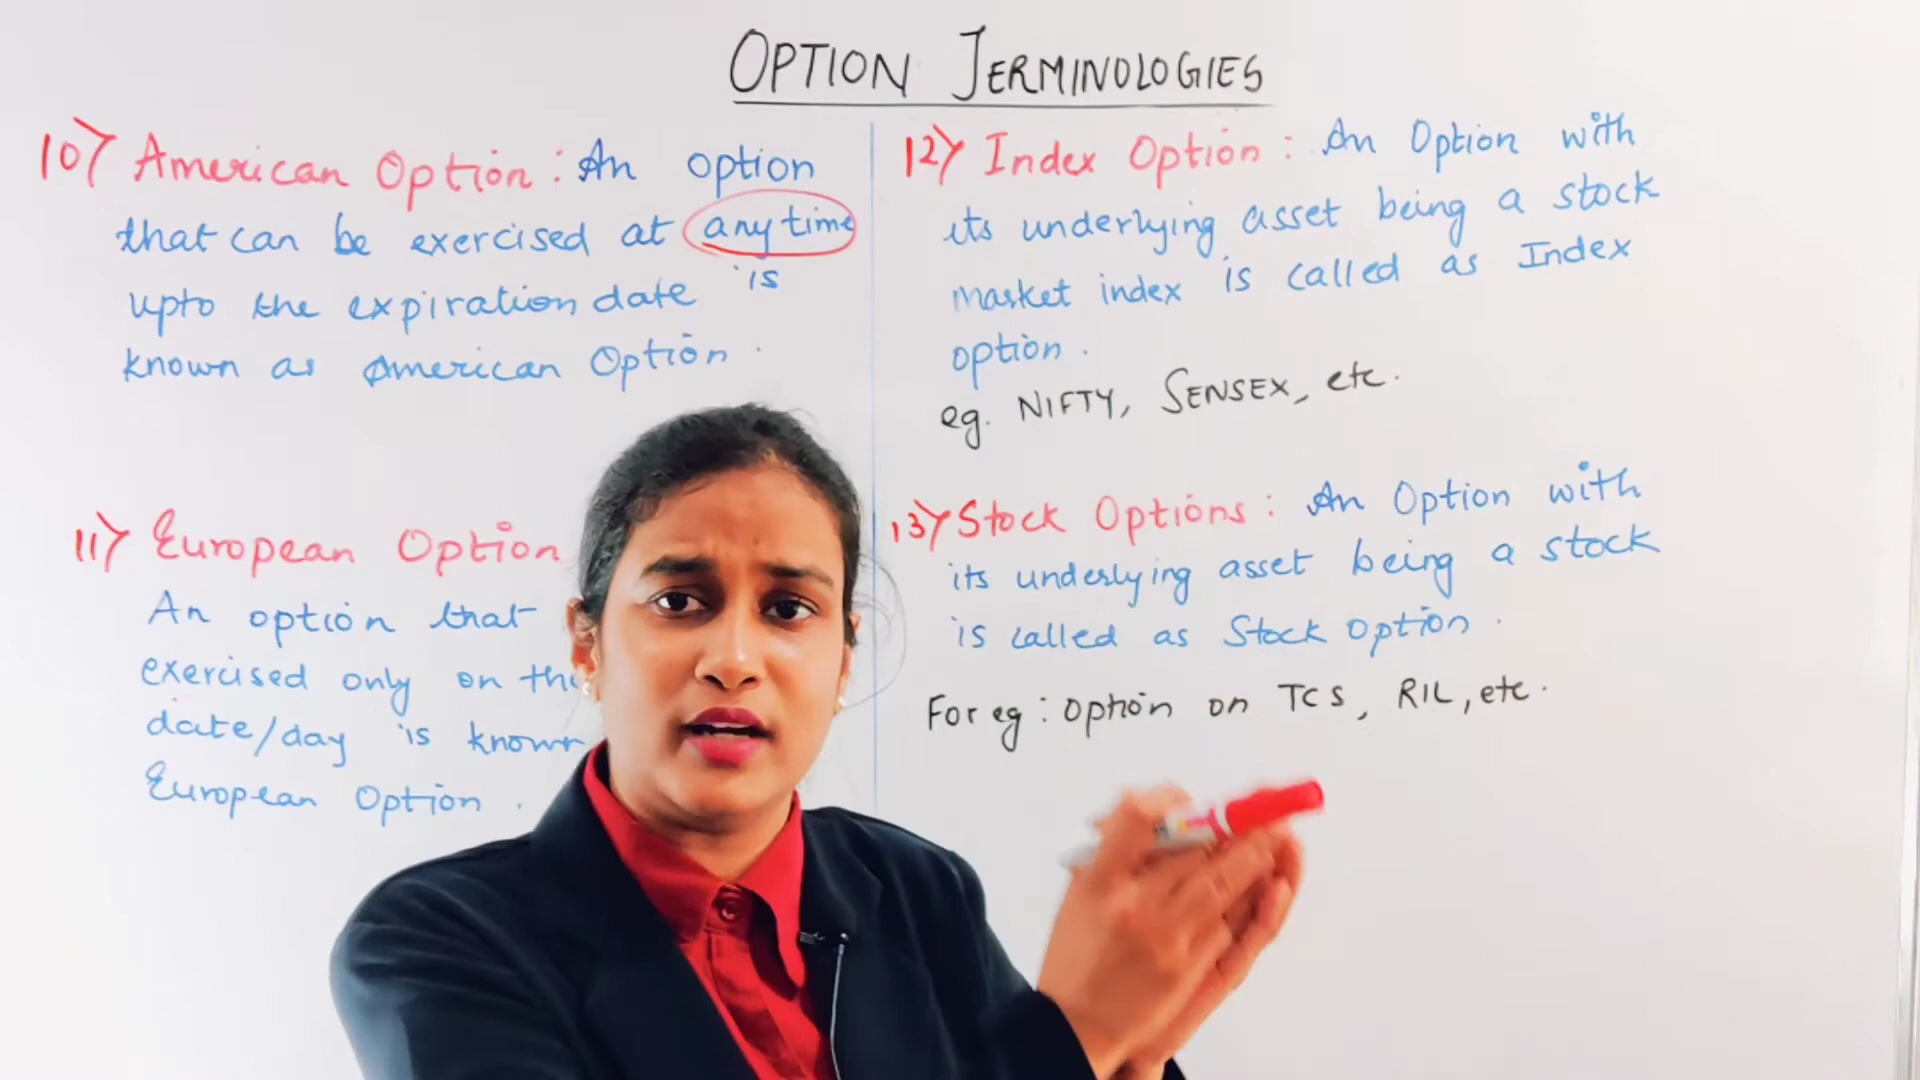 OPTION TERMINOLOGIES
10) American Option : An option
that can be exercised at anytime
upto the expiration date is
known as American Option.
11) European Option
An option that
exercised only on the
date/day is known
European Option.
12) Index Option : An Option with
its underlying asset being a stock
market index is called as Index
option.
eg. NIFTY, SENSEX, etc.
13) Stock Options : An Option with
its underlying asset being a stock
is called as Stock Option.
For eg : Option on TCS, RIL, etc.